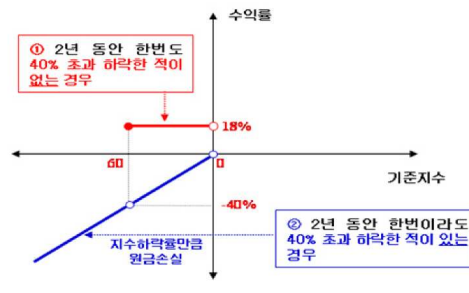 수익률
① 2년 동안 한번도
40% 초과 하락한 적이
없는 경우
18%
60
0
기준지수
-40%
지수하락률만큼
원금손실
② 2년 동안 한번이라도
40% 초과 하락한 적이 있는
경우